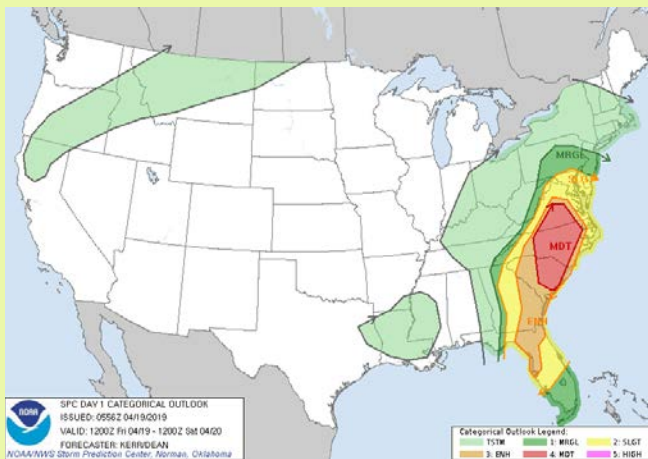 MRGL
MDT
ENH
SPC DAY 1 CATEGORICAL OUTLOOK
ISSUED: 0556Z 04/19/2019
VALID: 1200Z Fri 04/19 - 1200Z Sat 04/20
FORECASTER: KERR/DEAN
NOAA/NWS Storm Prediction Center, Norman, Oklahoma
NOAA
Categorical Outlook Legend:
TSTM 1: MRGL 2: SLGT
3: ENH 4: MDT 5: HIGH